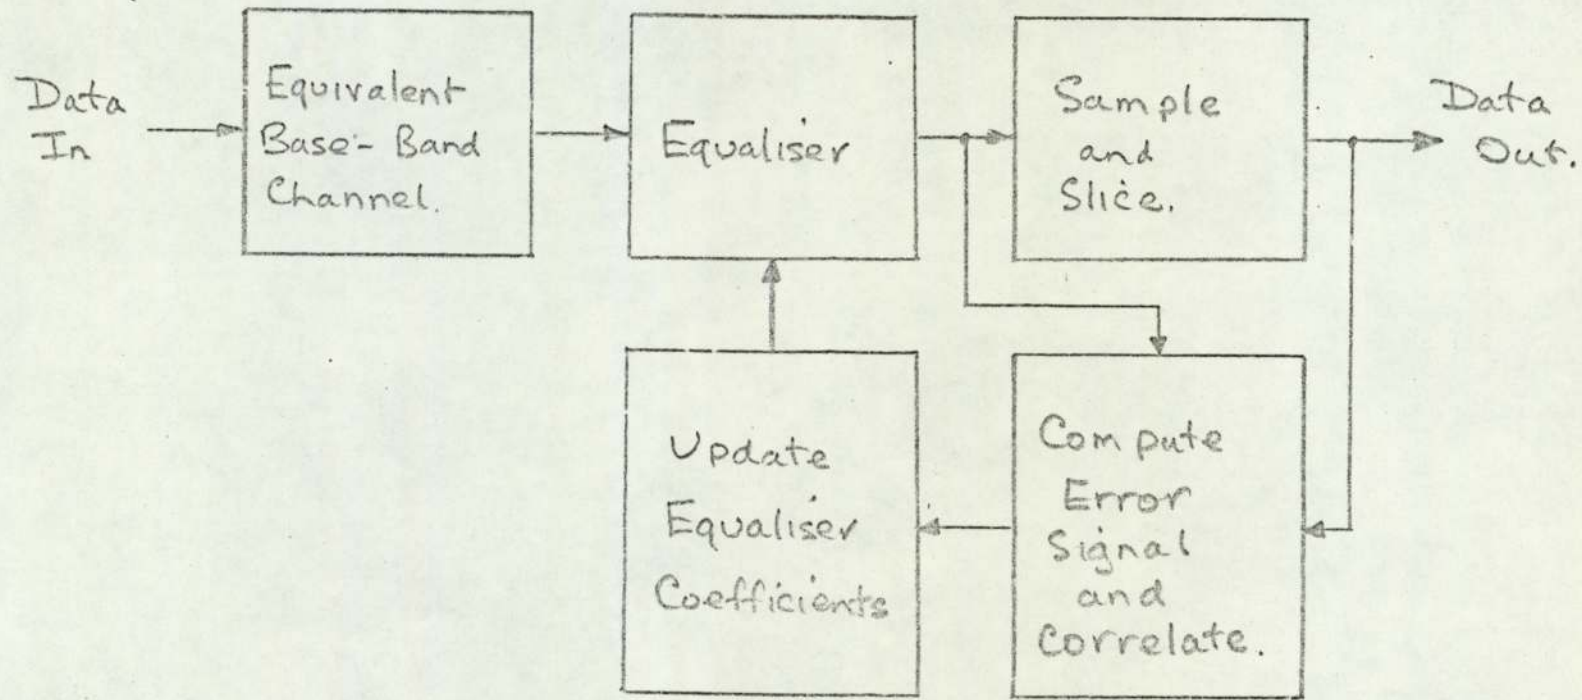 Data
In
Equivalent
Base-Band
Channel.
Equaliser
Sample
and
Slice.
Data
Out.
Update
Equaliser
Coefficients
Compute
Error
Signal
and
Correlate.